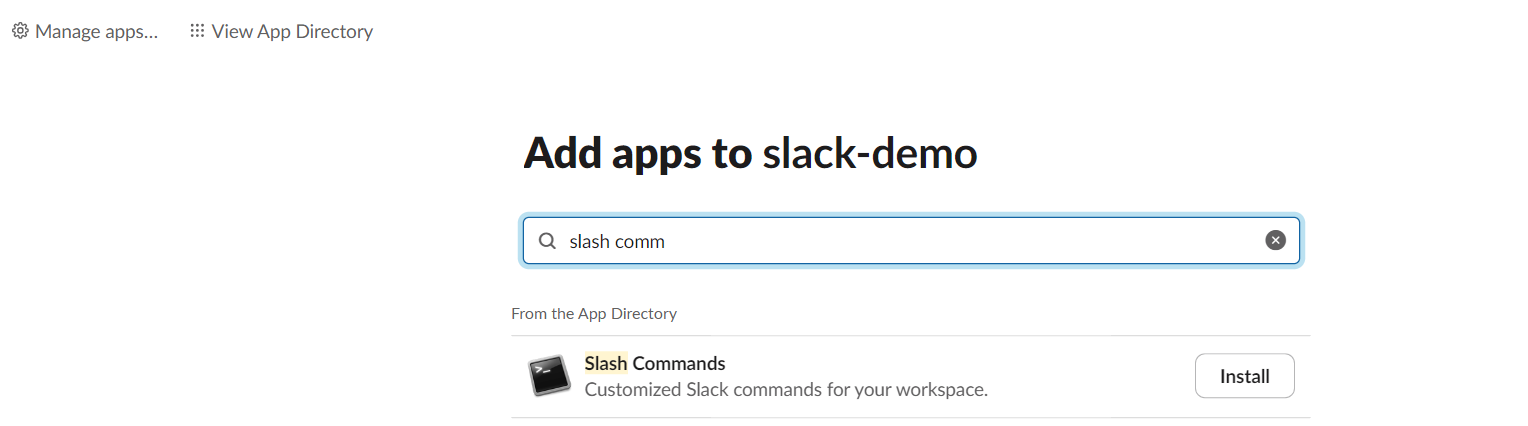 Manage apps... View App Directory
Add apps to slack-demo
slash comm
From the App Directory
Slash Commands
Customized Slack commands for your workspace.
Install